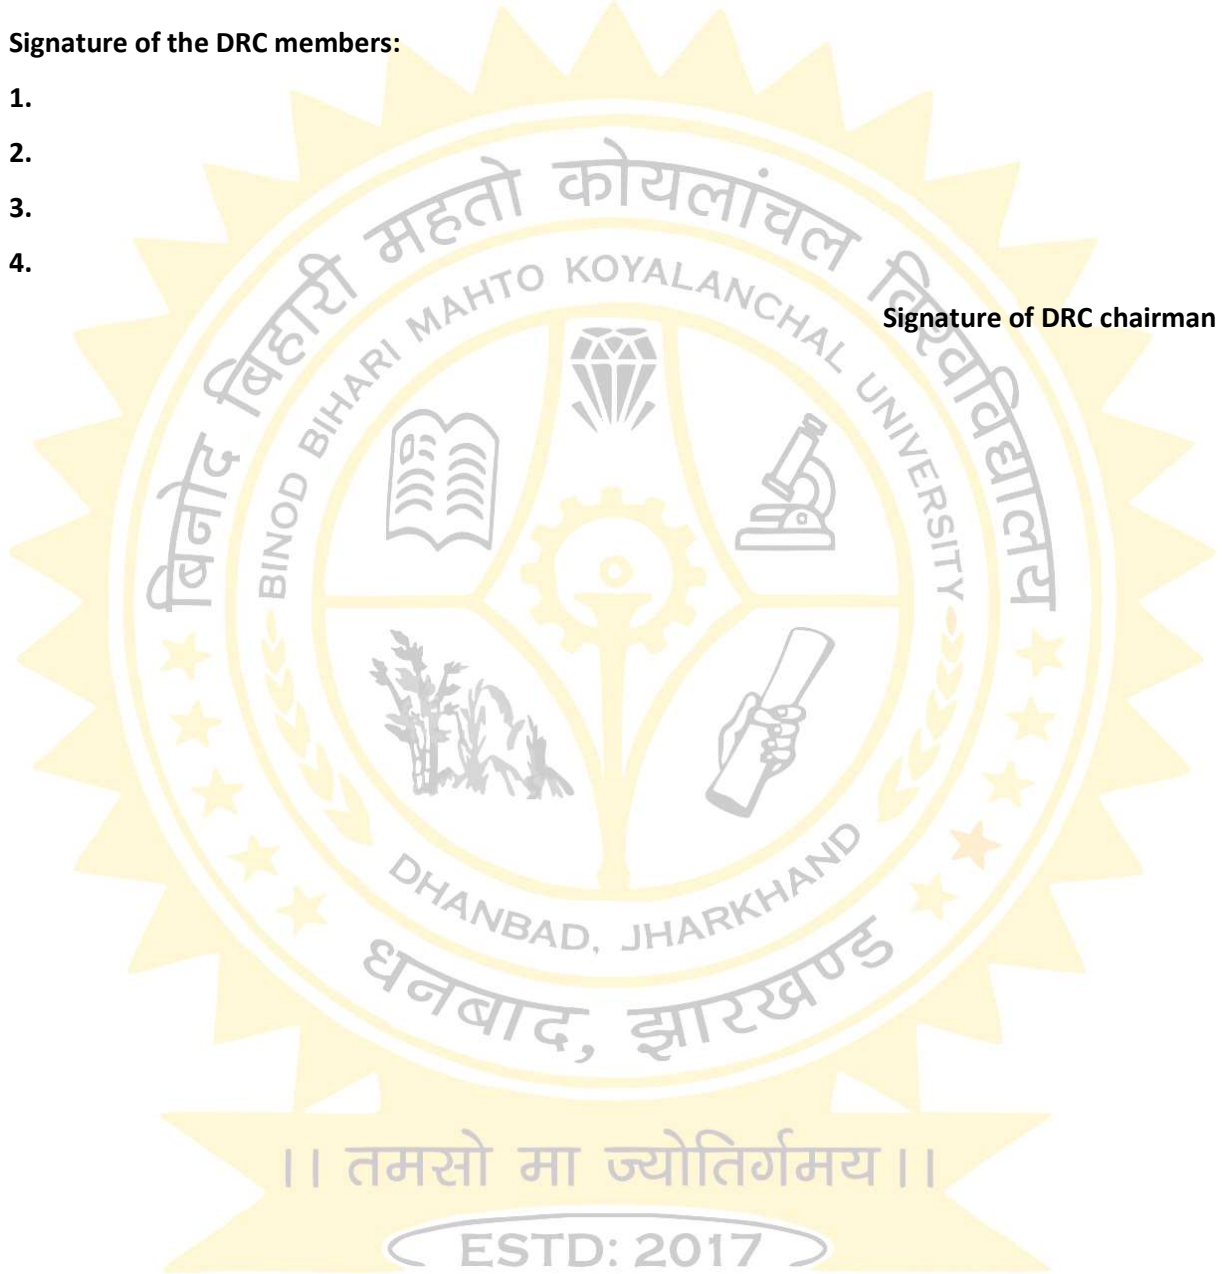 Signature of the DRC members:
1.
2.
3.
4.
Signature of DRC chairman
बिनोद बिहारी महतो कोयलांचल विश्वविद्यालय
BINOD BIHARI MAHTO KOYALANCHAL UNIVERSITY
DHANBAD, JHARKHAND
धनबाद, झारखण्ड
।। तमसो मा ज्योतिर्गमय ।।
ESTD: 2017